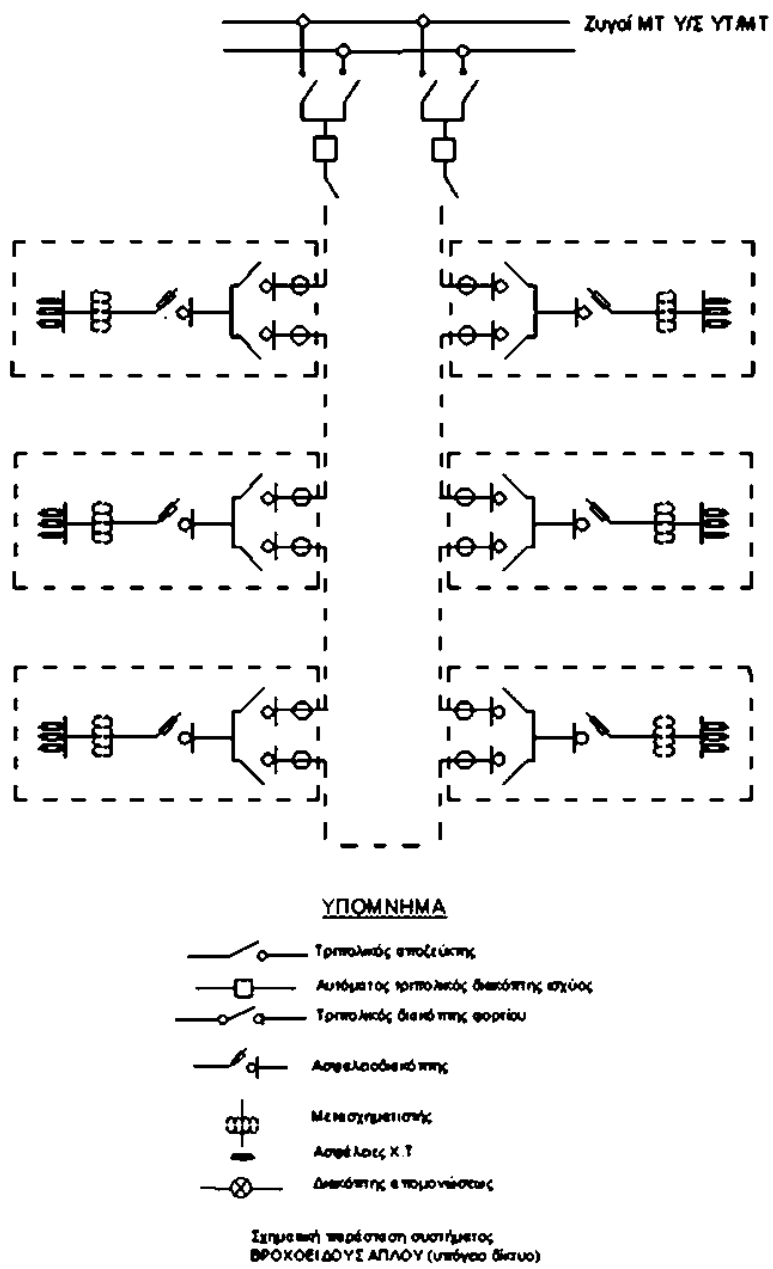 Ζυγοί ΜΤ Υ/Σ ΥΤ/ΜΤ
ΥΠΟΜΝΗΜΑ
Τριπολικός αποζεύκτης
Αυτόματος τριπολικός διακόπτης ισχύος
Τριπολικός διακόπτης φορτίου
Ασφαλειοδιακόπτης
Μετασχηματιστής
Ασφάλειες Χ.Τ
Διακόπτης απομονώσεως
Σχηματική παράσταση συστήματος
ΒΡΟΧΟΕΙΔΟΥΣ ΑΠΛΟΥ (υπόγειο δίκτυο)